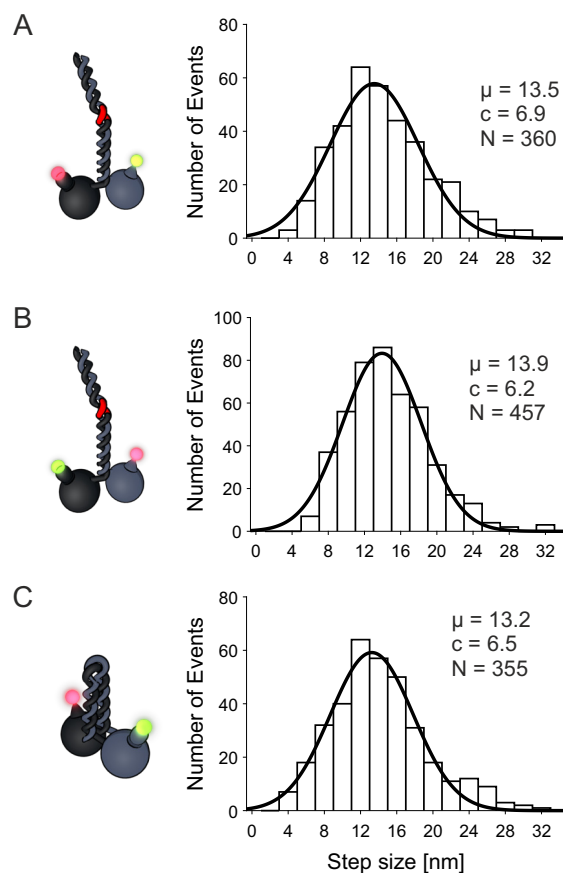 A
Number of Events
80
60
40
20
0
0 4 8 12 16 20 24 28 32
μ = 13.5
c = 6.9
N = 360
B
Number of Events
100
80
60
40
20
0
0 4 8 12 16 20 24 28 32
μ = 13.9
c = 6.2
N = 457
C
Number of Events
80
60
40
20
0
0 4 8 12 16 20 24 28 32
μ = 13.2
c = 6.5
N = 355
Step size [nm]